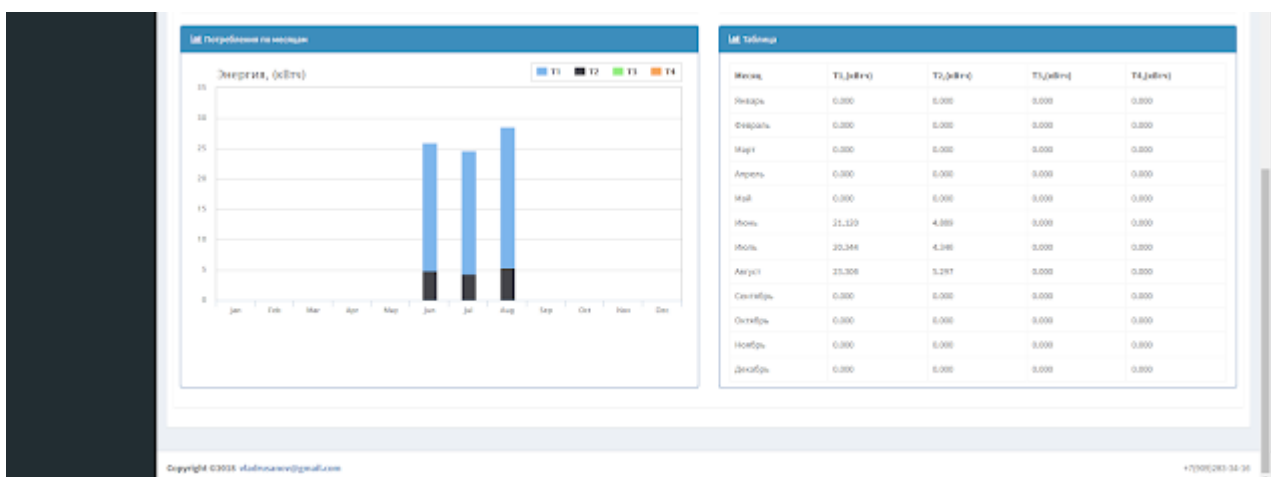 Потребление по месяцам
Энергия, (кВтч)
T1 T2 T3 T4
35
30
25
20
15
10
5
0
Jan Feb Mar Apr May Jun Jul Aug Sep Oct Nov Dec
Таблица
Месяц T1,(кВтч) T2,(кВтч) T3,(кВтч) T4,(кВтч)
Январь 0.000 0.000 0.000 0.000
Февраль 0.000 0.000 0.000 0.000
Март 0.000 0.000 0.000 0.000
Апрель 0.000 0.000 0.000 0.000
Май 0.000 0.000 0.000 0.000
Июнь 0.000 0.000
Июль 20.344 0.000 0.000
Август 23.308 5.297 0.000 0.000
Сентябрь 0.000 0.000 0.000 0.000
Октябрь 0.000 0.000 0.000 0.000
Ноябрь 0.000 0.000 0.000 0.000
Декабрь 0.000 0.000 0.000 0.000
Copyright ©2018